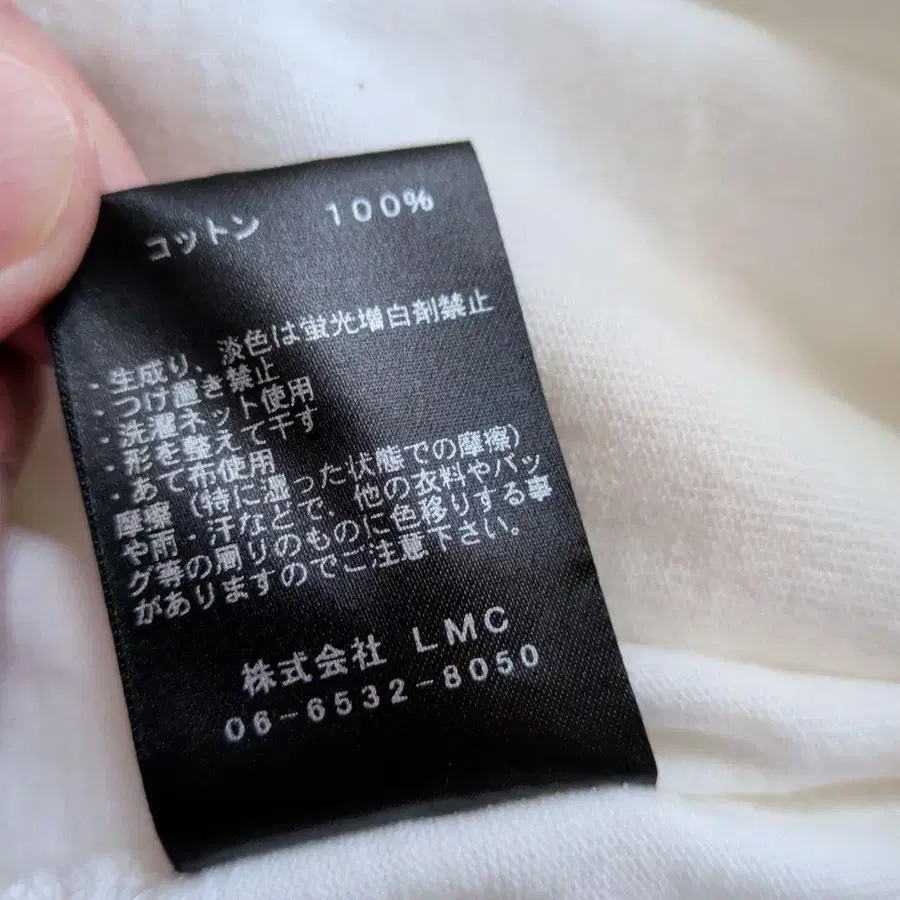 コットン 100%
・生成り、淡色は蛍光増白剤禁止
・つけ置き禁止
・洗濯ネット使用
・形を整えて干す
・あて布使用
摩擦(特に湿った状態での摩擦)
や雨・汗などで、他の衣料やバッ
グ等の周りのものに色移りする事
がありますのでご注意下さい。
株式会社 LMC
06-6532-8050